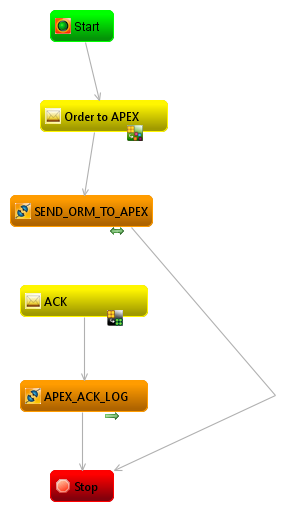 Start
Order to APEX
SEND_ORM_TO_APEX
ACK
APEX_ACK_LOG
Stop